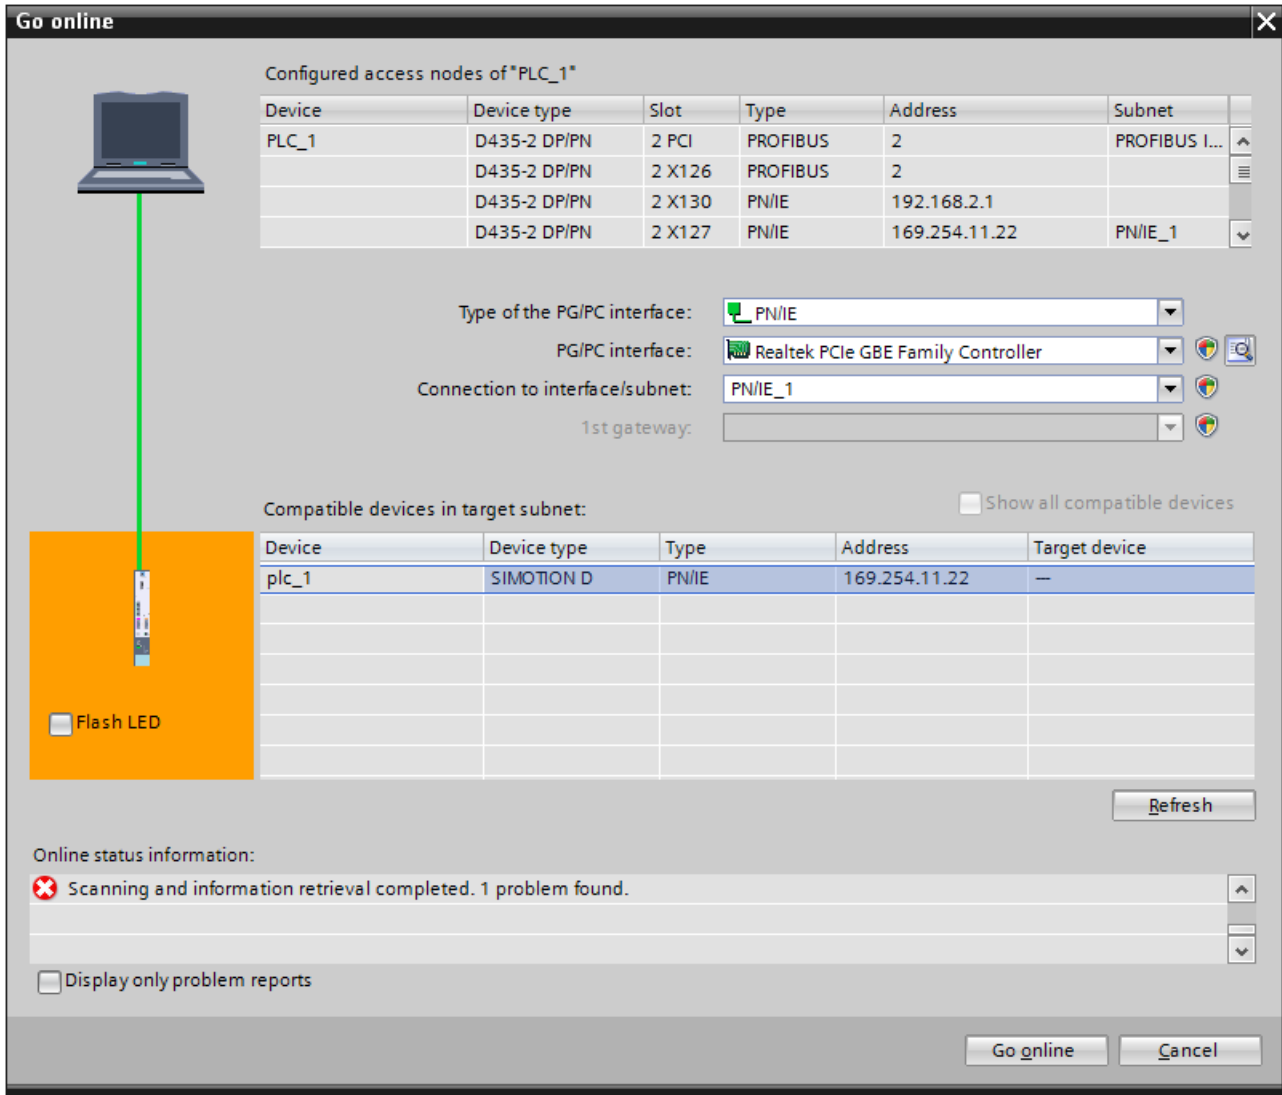 Go online
Configured access nodes of "PLC_1"
Device Device type Slot Type Address Subnet
PLC_1 D435-2 DP/PN 2 PCI PROFIBUS 2 PROFIBUS I...
D435-2 DP/PN 2 X126 PROFIBUS 2
D435-2 DP/PN 2 X130 PN/IE 192.168.2.1
D435-2 DP/PN 2 X127 PN/IE 169.254.11.22 PN/IE_1
Type of the PG/PC interface: PN/IE
PG/PC interface: Realtek PCIe GBE Family Controller
Connection to interface/subnet: PN/IE_1
1st gateway:
Compatible devices in target subnet: Show all compatible devices
Device Device type Type Address Target device
plc_1 SIMOTION D PN/IE 169.254.11.22 —
Flash LED
Refresh
Online status information:
Scanning and information retrieval completed. 1 problem found.
Display only problem reports
Go online Cancel